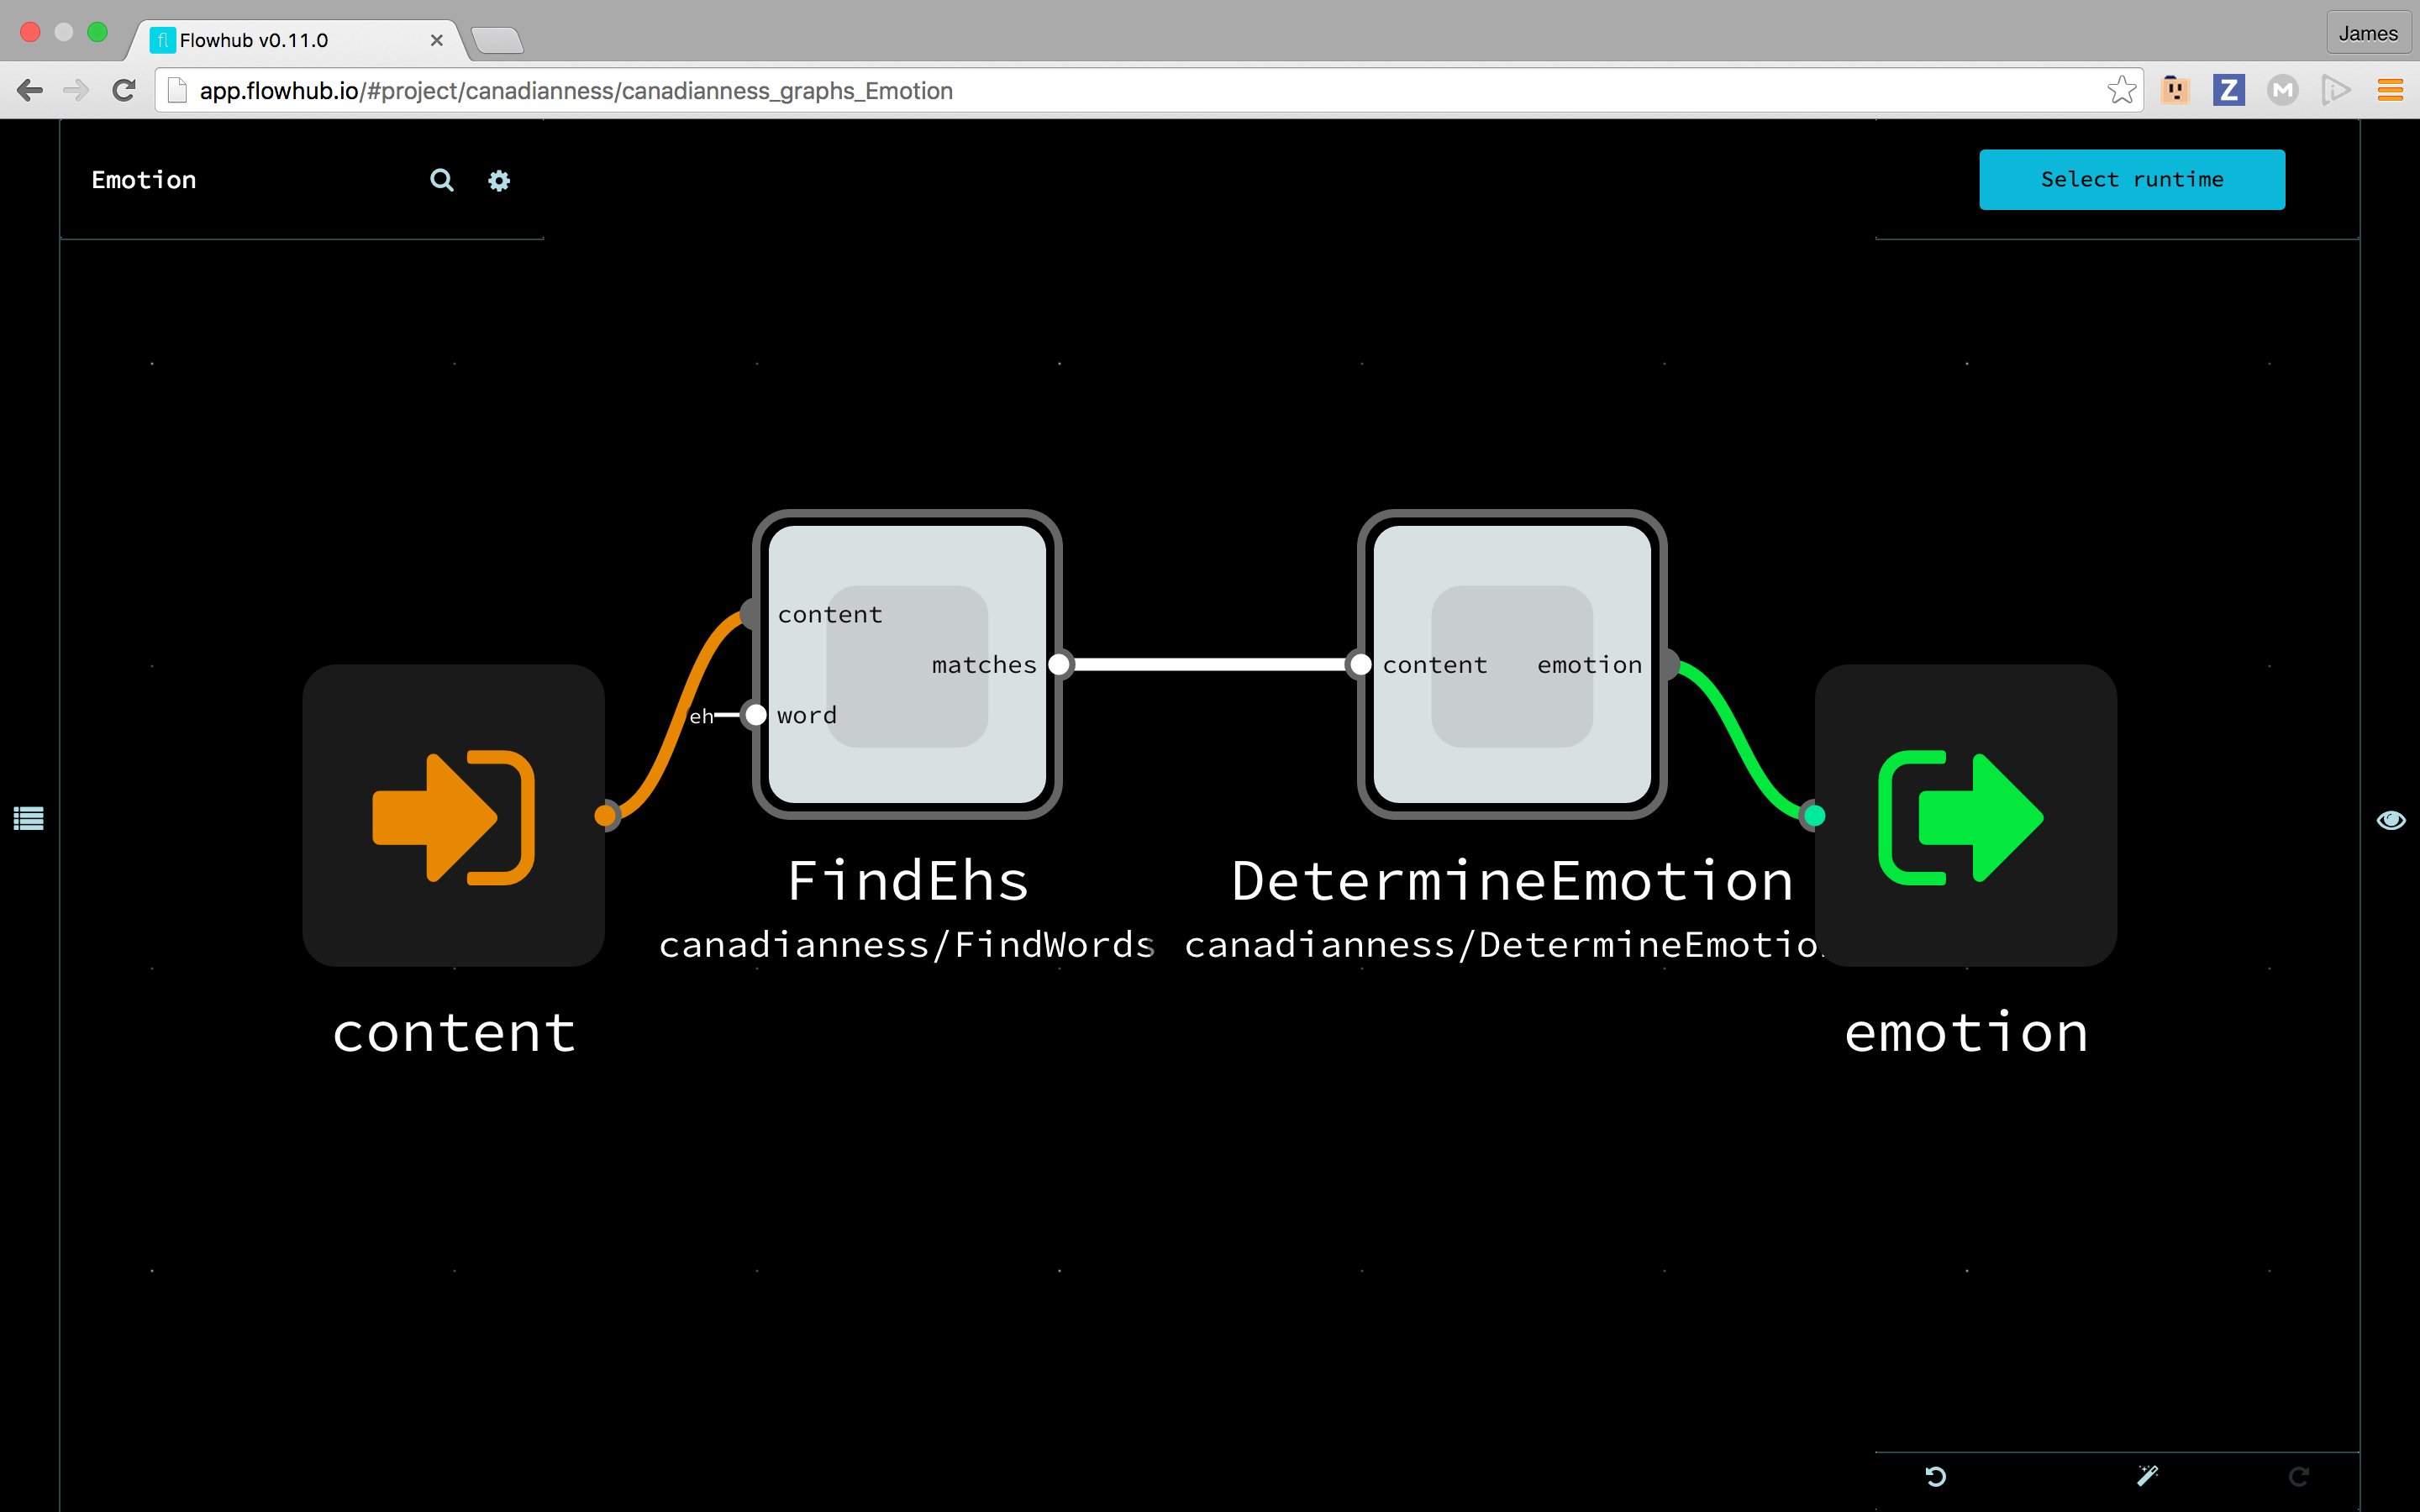 fl Flowhub v0.11.0
James
app.flowhub.io/#project/canadianness/canadianness_graphs_Emotion
Z
M
Emotion
Select runtime
content
matches
eh
word
content emotion
FindEhs
canadianness/FindWords
DetermineEmotion
canadianness/DetermineEmotio
content
emotion